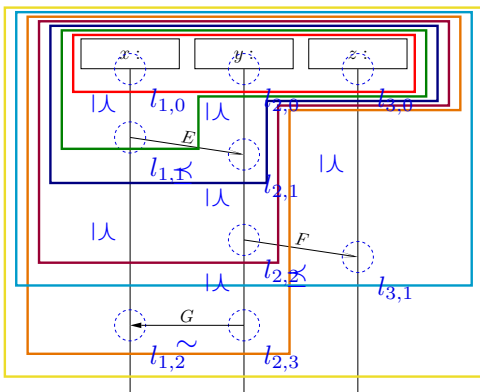 x : y : z :
l1,0 l2,0 l3,0
E
l1,1 l2,1
F
l2,2 l3,1
G
l1,2 l2,3